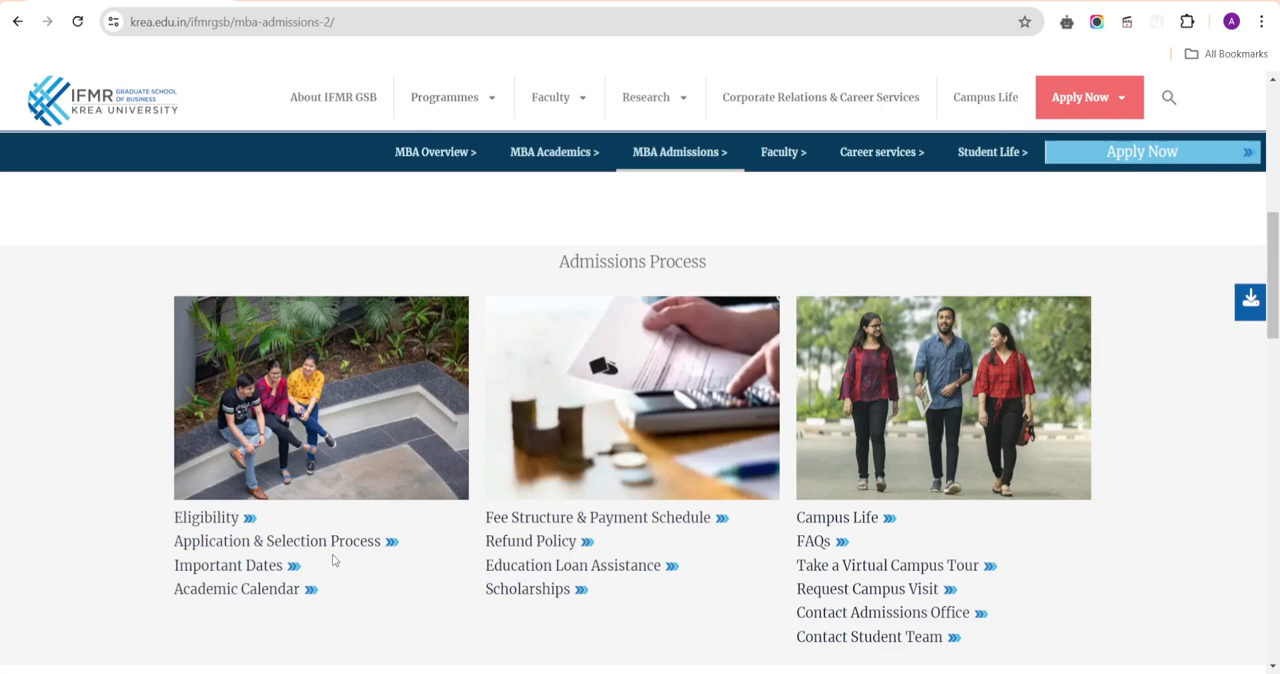 krea.edu.in/ifmrgsb/mba-admissions-2/
A
All Bookmarks
IFMR GRADUATE SCHOOL OF BUSINESS
KREA UNIVERSITY
About IFMR GSB Programmes Faculty Research Corporate Relations & Career Services Campus Life Apply Now
MBA Overview > MBA Academics > MBA Admissions > Faculty > Career services > Student Life > Apply Now
Admissions Process
Eligibility
Application & Selection Process
Important Dates
Academic Calendar
Fee Structure & Payment Schedule
Refund Policy
Education Loan Assistance
Scholarships
Campus Life
FAQs
Take a Virtual Campus Tour
Request Campus Visit
Contact Admissions Office
Contact Student Team